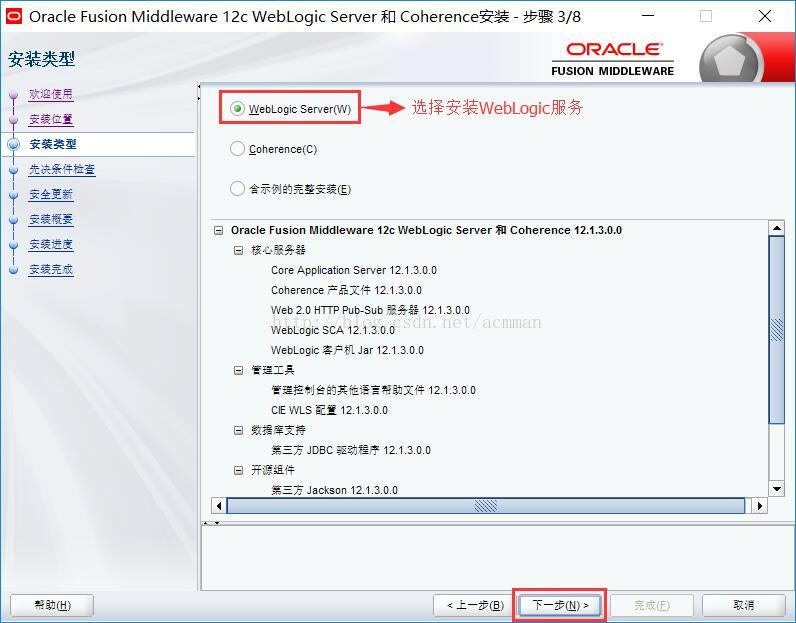 Oracle Fusion Middleware 12c WebLogic Server 和 Coherence安装 - 步骤 3/8
安装类型
ORACLE
FUSION MIDDLEWARE
欢迎使用
安装位置
安装类型
先决条件检查
安全更新
安装概要
安装进度
安装完成
WebLogic Server(W)
选择安装WebLogic服务
Coherence(C)
含示例的完整安装(E)
Oracle Fusion Middleware 12c WebLogic Server 和 Coherence 12.1.3.0.0
核心服务器
Core Application Server 12.1.3.0.0
Coherence 产品文件 12.1.3.0.0
Web 2.0 HTTP Pub-Sub 服务器 12.1.3.0.0
http://blog.csdn.net/acmman
WebLogic SCA 12.1.3.0.0
WebLogic 客户机 Jar 12.1.3.0.0
管理工具
管理控制台的其他语言帮助文件 12.1.3.0.0
CIE WLS 配置 12.1.3.0.0
数据库支持
第三方 JDBC 驱动程序 12.1.3.0.0
开源组件
第三方 Jackson 12.1.3.0.0
帮助(H)
< 上一步(B)
下一步(N) >
完成(F)
取消